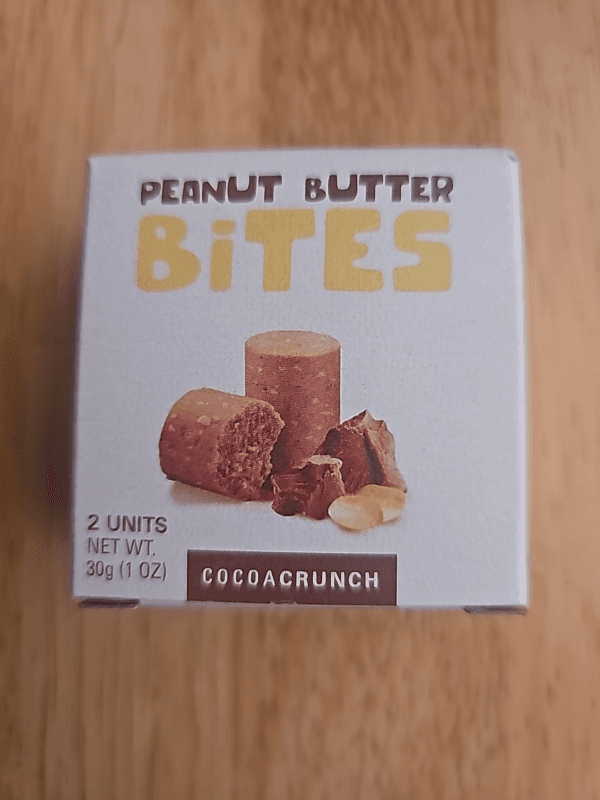 PEANUT BUTTER
BiTES
2 UNITS
NET WT.
30g (1 OZ)
COCOACRUNCH